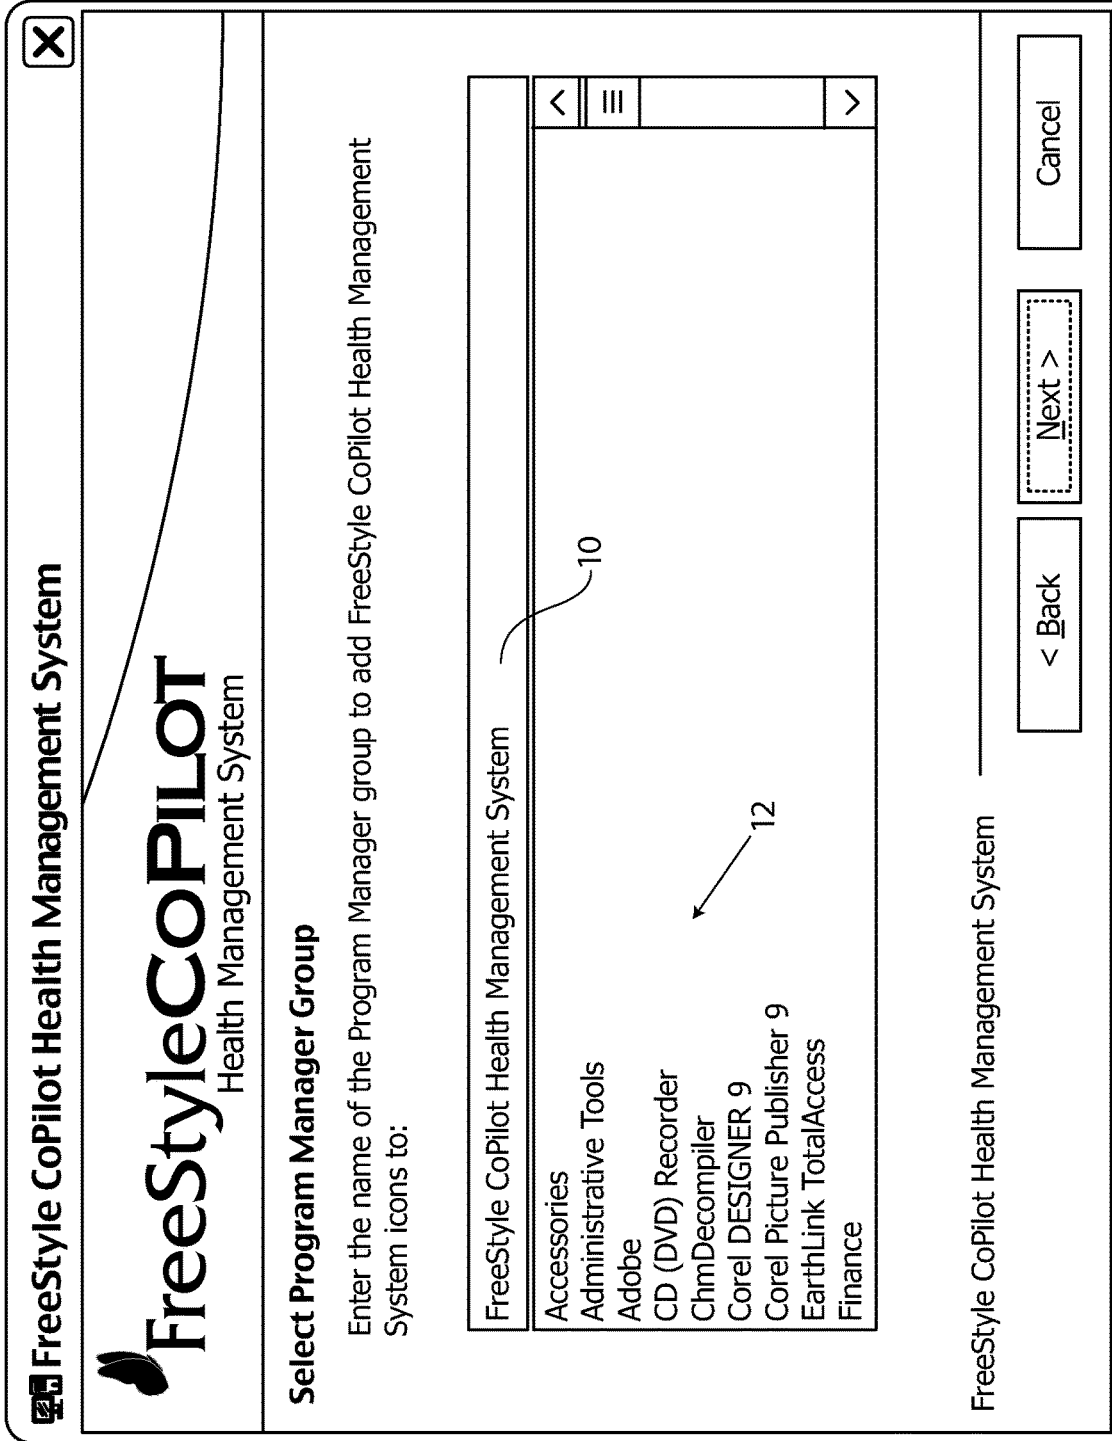 FreeStyle CoPilot Health Management System
FreeStyleCOPILOT
Health Management System
Select Program Manager Group
Enter the name of the Program Manager group to add FreeStyle CoPilot Health Management
System icons to:
FreeStyle CoPilot Health Management System
10
Accessories
Administrative Tools
Adobe
CD (DVD) Recorder
ChmDecompiler
Corel DESIGNER 9
Corel Picture Publisher 9
EarthLink TotalAccess
Finance
12
FreeStyle CoPilot Health Management System
< Back
Next >
Cancel